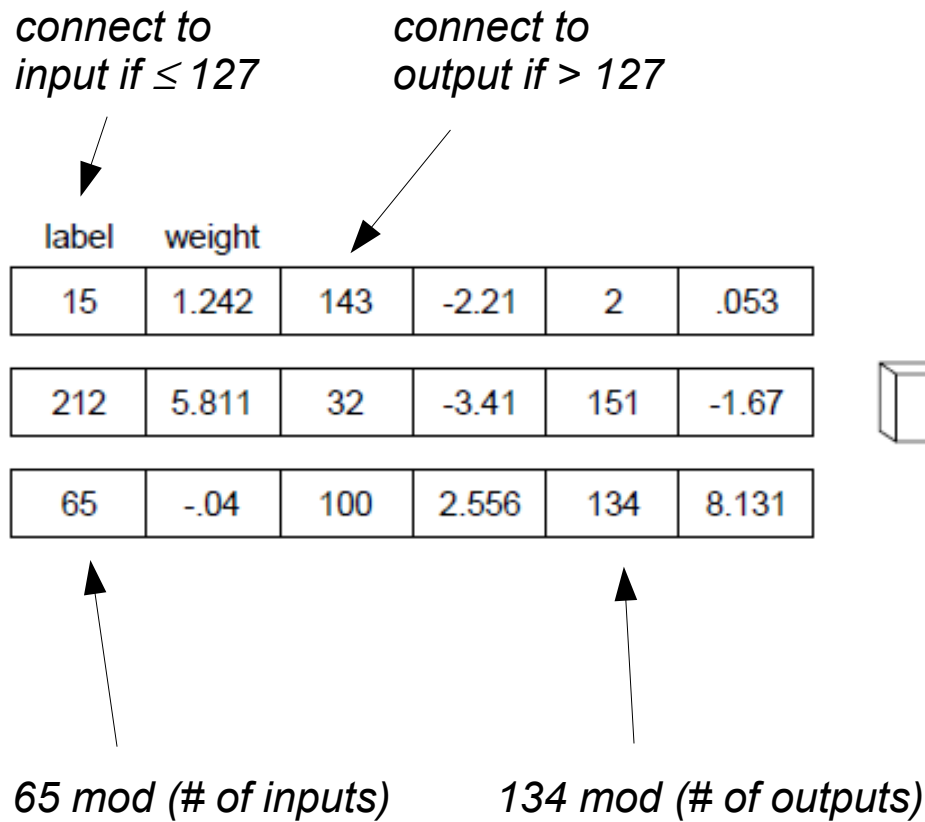 connect to
input if ≤ 127
connect to
output if > 127
label weight
15 1.242 143 -2.21 2 .053
212 5.811 32 -3.41 151 -1.67
65 -.04 100 2.556 134 8.131
65 mod (# of inputs)
134 mod (# of outputs)